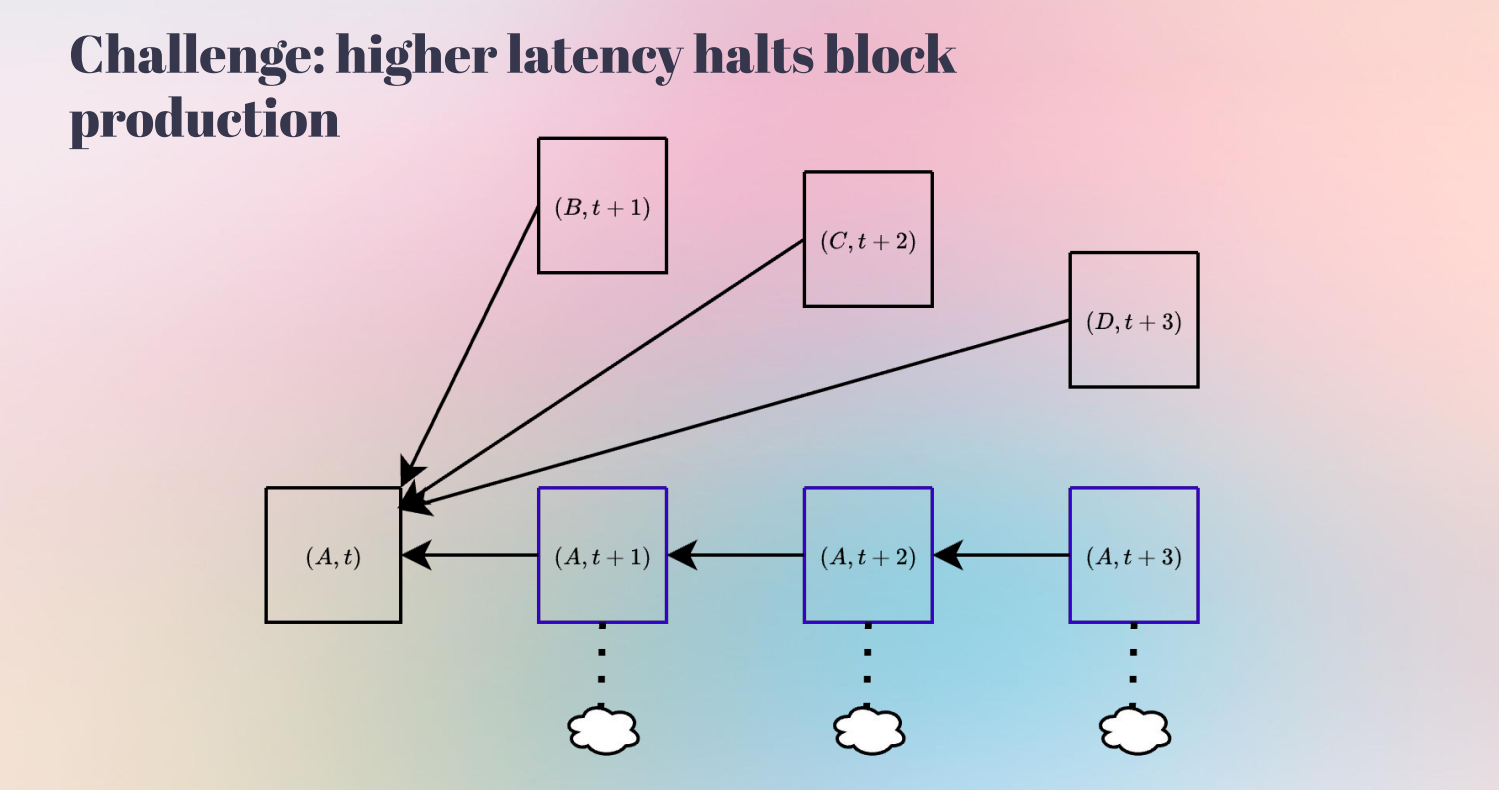 Challenge: higher latency halts block
production
(B, t + 1)
(C, t + 2)
(D, t + 3)
(A, t)
(A, t + 1)
(A, t + 2)
(A, t + 3)